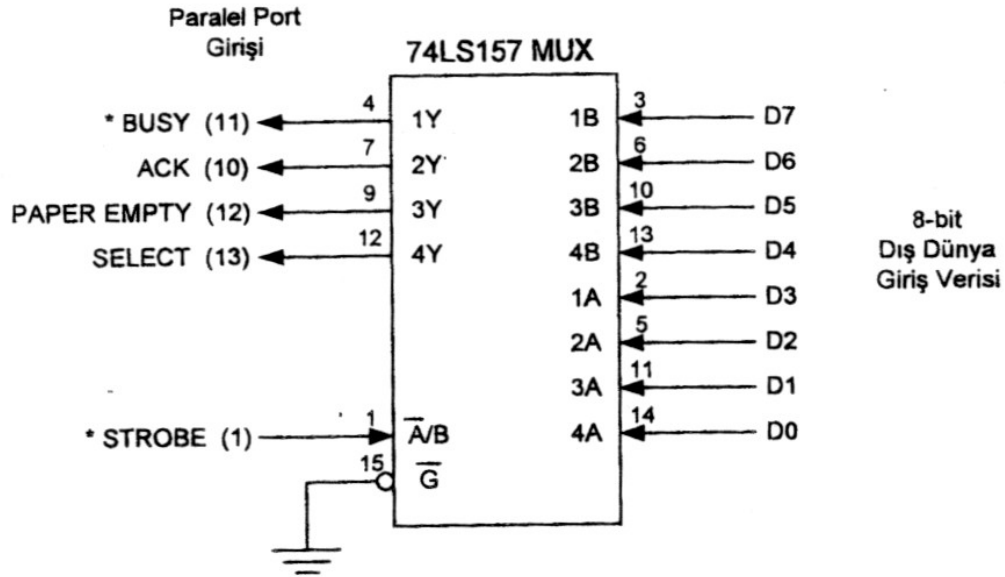 Paralel Port
Girişi
74LS157 MUX
* BUSY (11)
4
1Y
1B
3
D7
ACK (10)
7
2Y
2B
6
D6
PAPER EMPTY (12)
9
3Y
3B
10
D5
SELECT (13)
12
4Y
4B
13
D4
1A
2
D3
2A
5
D2
3A
11
D1
4A
14
D0
8-bit
Dış Dünya
Giriş Verisi
* STROBE (1)
1
A̅/B
15
G̅